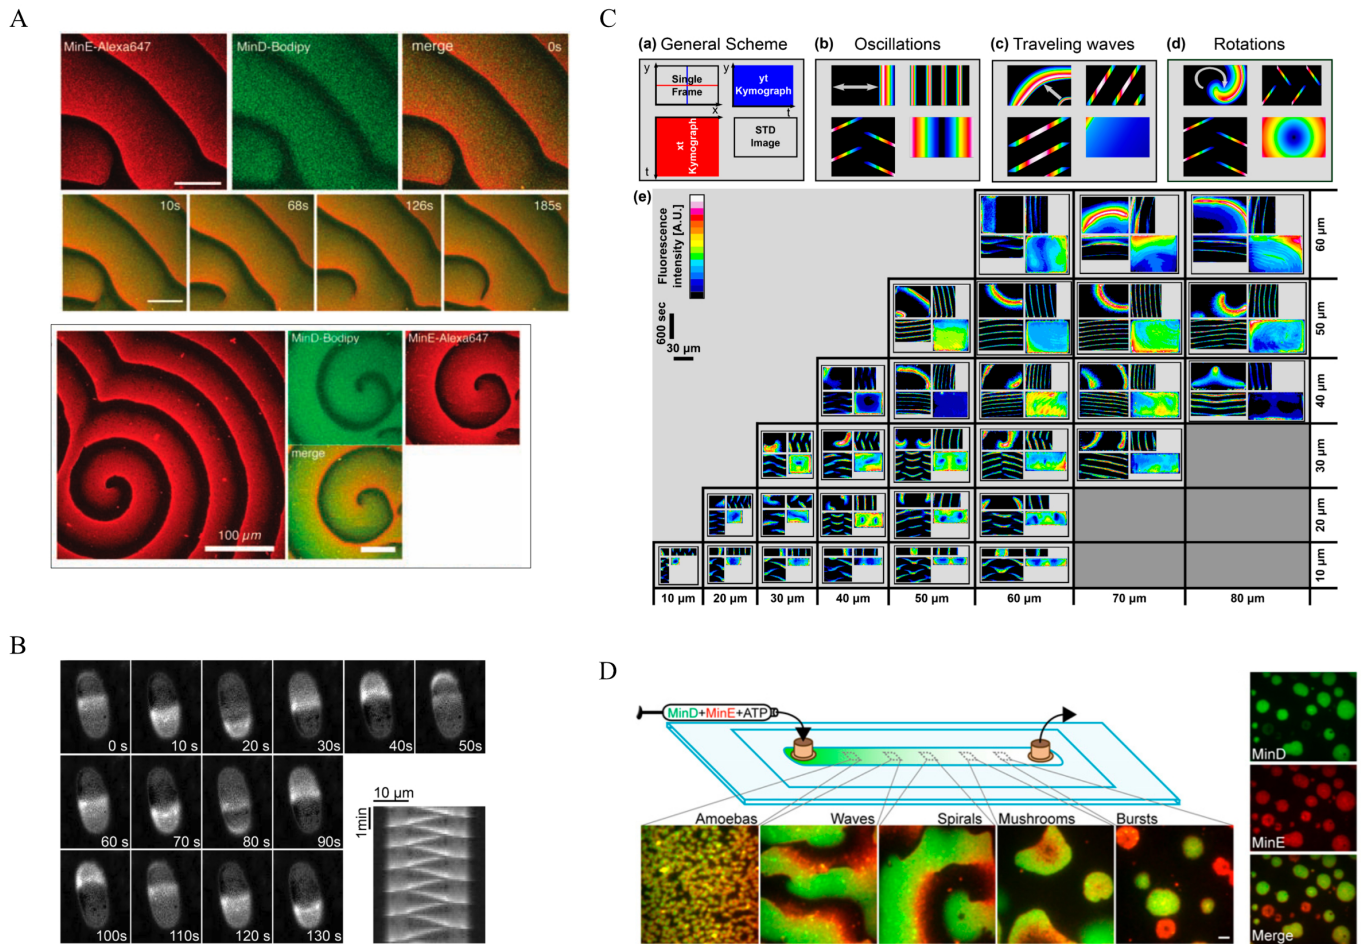 A
MinE-Alexa647
MinD-Bodipy
merge
0s
10s
68s
126s
185s
MinD-Bodipy
MinE-Alexa647
merge
100 µm
B
0 s
10 s
20 s
30s
40s
50s
60 s
70 s
80 s
90s
100s
110s
120 s
130 s
10 µm
1min
C
(a) General Scheme
(b) Oscillations
(c) Traveling waves
(d) Rotations
y
Single
Frame
x
y
yt
Kymograph
t
xt
Kymograph
t
STD
Image
(e)
Fluorescence
intensity [A.U.]
600 sec
30 µm
60 µm
50 µm
40 µm
30 µm
20 µm
10 µm
10 µm
20 µm
30 µm
40 µm
50 µm
60 µm
70 µm
80 µm
D
MinD+MinE+ATP
Amoebas
Waves
Spirals
Mushrooms
Bursts
MinD
MinE
Merge